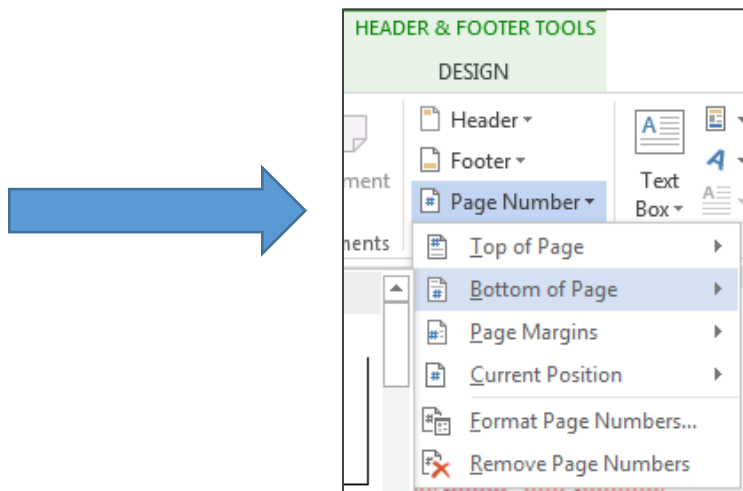 HEADER & FOOTER TOOLS
DESIGN
Header
Footer
Page Number
Text
Box
Top of Page
Bottom of Page
Page Margins
Current Position
Format Page Numbers...
Remove Page Numbers